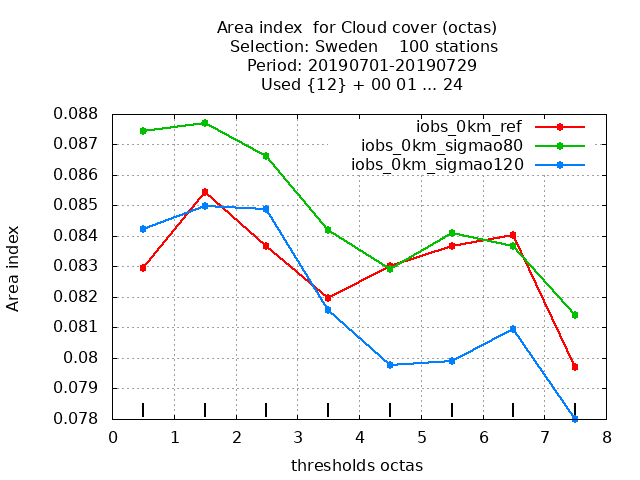 Area index  for Cloud cover (octas)
Selection: Sweden    100 stations
Period: 20190701-20190729
Used {12} + 00 01 ... 24
iobs_0km_ref
iobs_0km_sigmao80
iobs_0km_sigmao120
Area index
0.088
0.087
0.086
0.085
0.084
0.083
0.082
0.081
0.08
0.079
0.078
0 1 2 3 4 5 6 7 8
thresholds octas